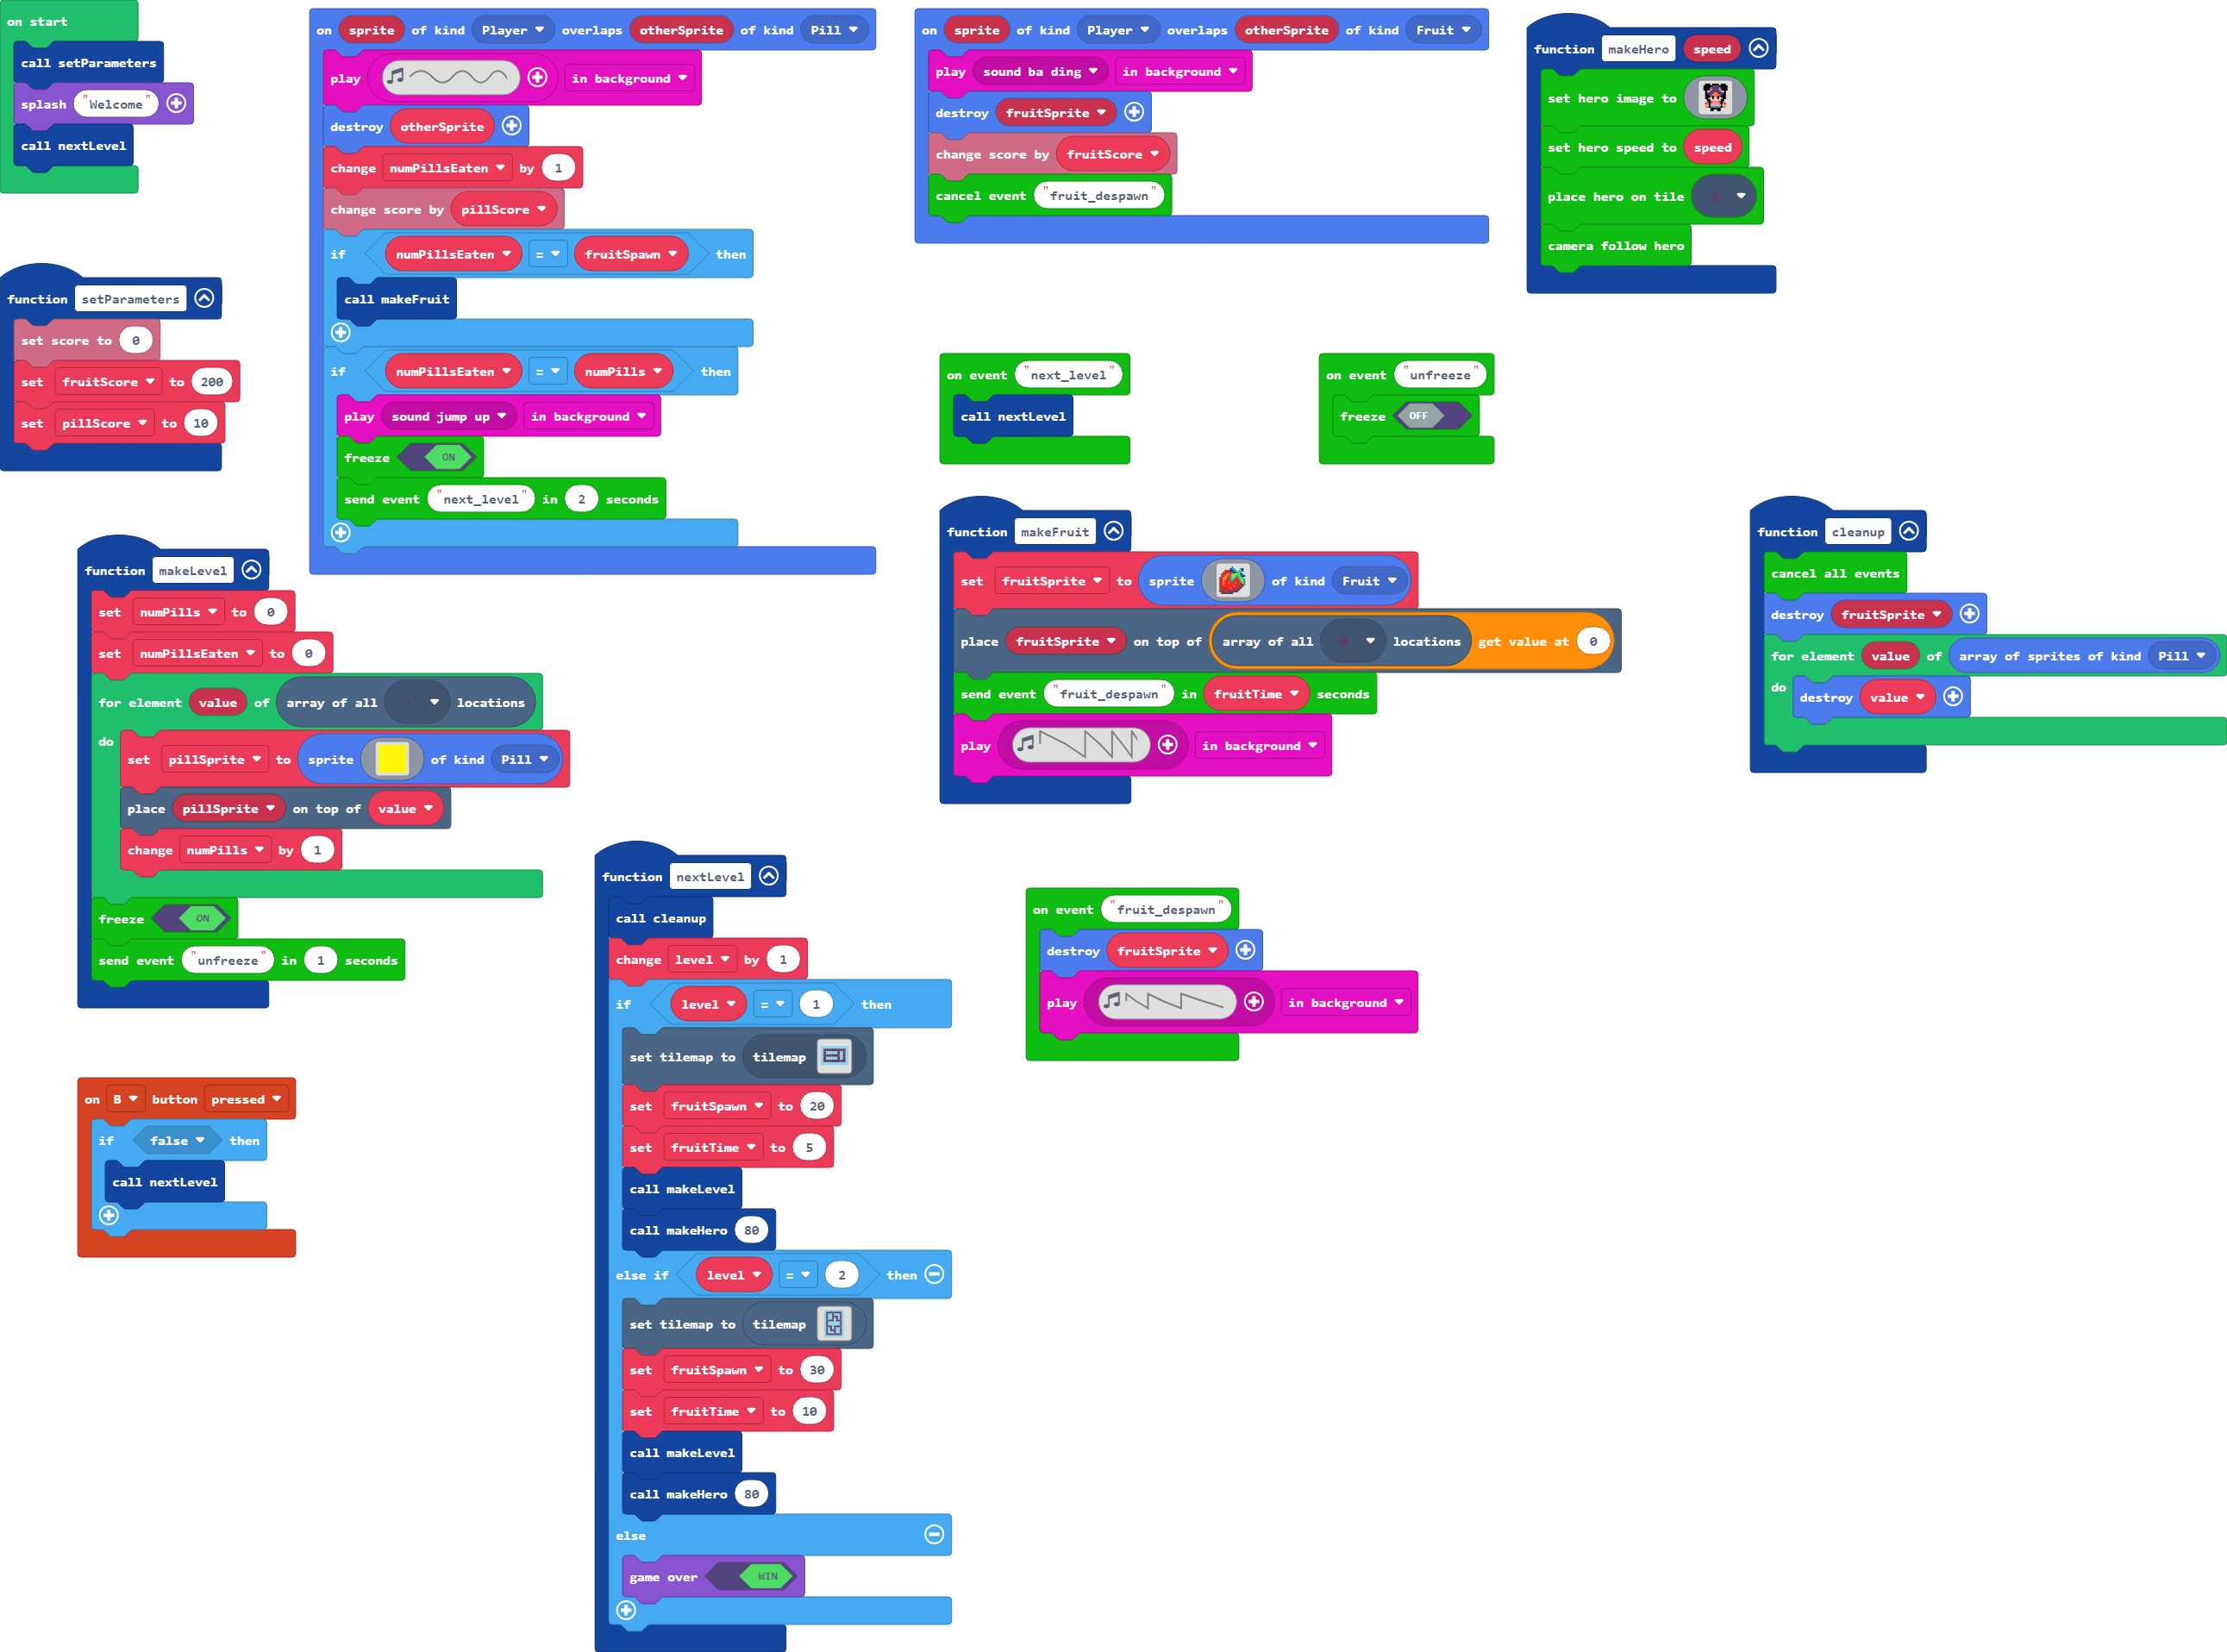 on start
call setParameters
splash "Welcome"
call nextLevel
function setParameters
set score to 0
set fruitScore to 200
set pillScore to 10
on sprite of kind Player overlaps otherSprite of kind Pill
play in background
destroy otherSprite
change numPillsEaten by 1
change score by pillScore
if numPillsEaten = fruitSpawn then
call makeFruit
if numPillsEaten = numPills then
play sound jump up in background
freeze ON
send event "next_level" in 2 seconds
on sprite of kind Player overlaps otherSprite of kind Fruit
play sound ba ding in background
destroy fruitSprite
change score by fruitScore
cancel event "fruit_despawn"
function makeHero speed
set hero image to
set hero speed to speed
place hero on tile
camera follow hero
on event "next_level"
call nextLevel
on event "unfreeze"
freeze OFF
function makeLevel
set numPills to 0
set numPillsEaten to 0
for element value of array of all locations
do set pillSprite to sprite of kind Pill
place pillSprite on top of value
change numPills by 1
freeze ON
send event "unfreeze" in 1 seconds
function makeFruit
set fruitSprite to sprite of kind Fruit
place fruitSprite on top of array of all locations get value at 0
send event "fruit_despawn" in fruitTime seconds
play in background
function cleanup
cancel all events
destroy fruitSprite
for element value of array of sprites of kind Pill
do destroy value
on B button pressed
if false then
call nextLevel
function nextLevel
call cleanup
change level by 1
if level = 1 then
set tilemap to tilemap
set fruitSpawn to 20
set fruitTime to 5
call makeLevel
call makeHero 80
else if level = 2 then
set tilemap to tilemap
set fruitSpawn to 30
set fruitTime to 10
call makeLevel
call makeHero 80
else
game over WIN
on event "fruit_despawn"
destroy fruitSprite
play in background